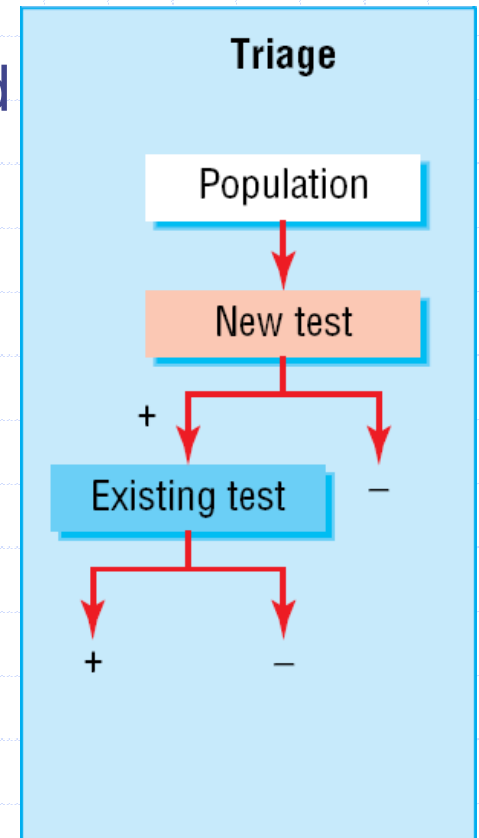 Triage
Population
New test
+
Existing test
–
+
–